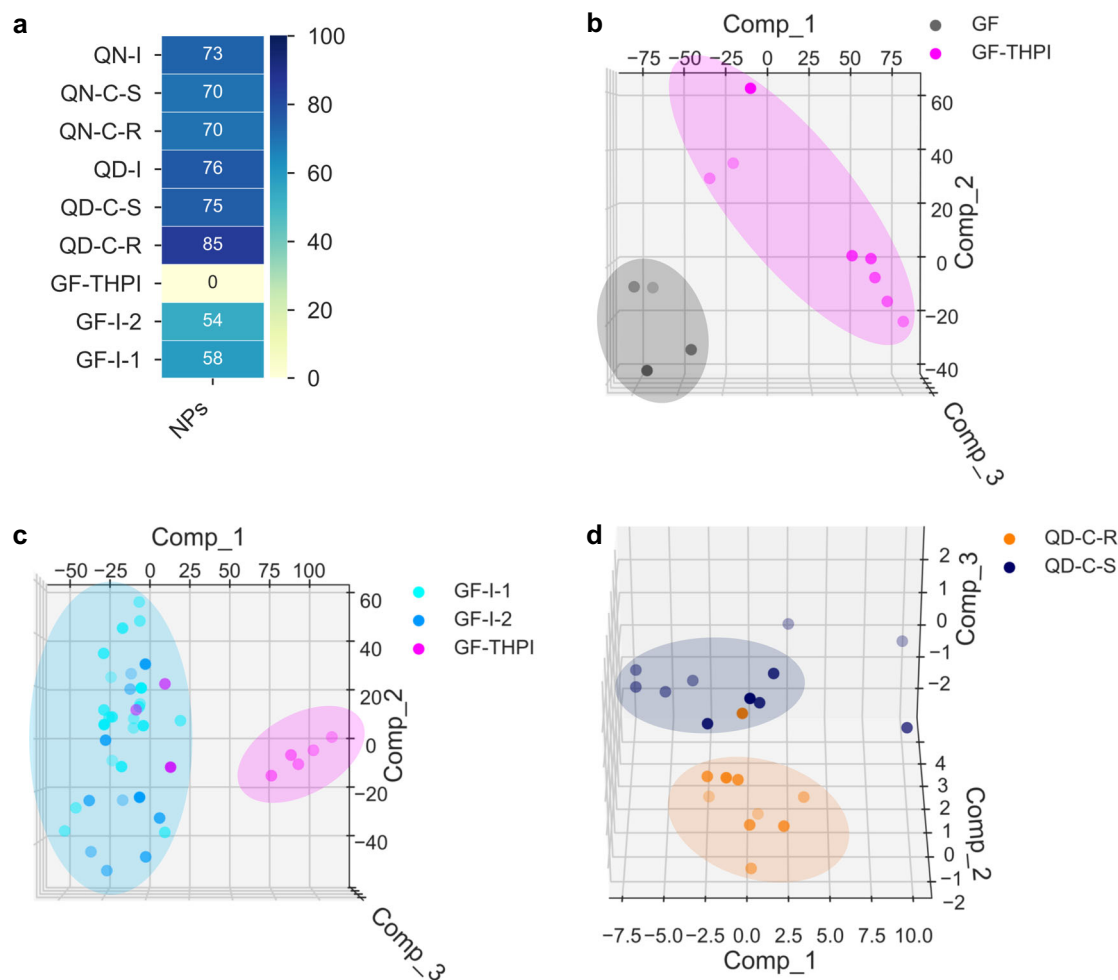 a
QN-I 73
QN-C-S 70
QN-C-R 70
QD-I 76
QD-C-S 75
QD-C-R 85
GF-THPI 0
GF-I-2 54
GF-I-1 58
NPs
100
80
60
40
20
0
b
Comp_1
−75 −50 −25 0 25 50 75
60
40
20
0
−20
−40
Comp_2
Comp_3
GF
GF-THPI
c
Comp_1
−50 −25 0 25 50 75 100
60
40
20
0
−20
−40
Comp_2
Comp_3
GF-I-1
GF-I-2
GF-THPI
d
2
1
0
−1
−2
Comp_3
4
3
2
1
0
−1
−2
Comp_2
−7.5 −5.0 −2.5 0.0 2.5 5.0 7.5 10.0
Comp_1
QD-C-R
QD-C-S